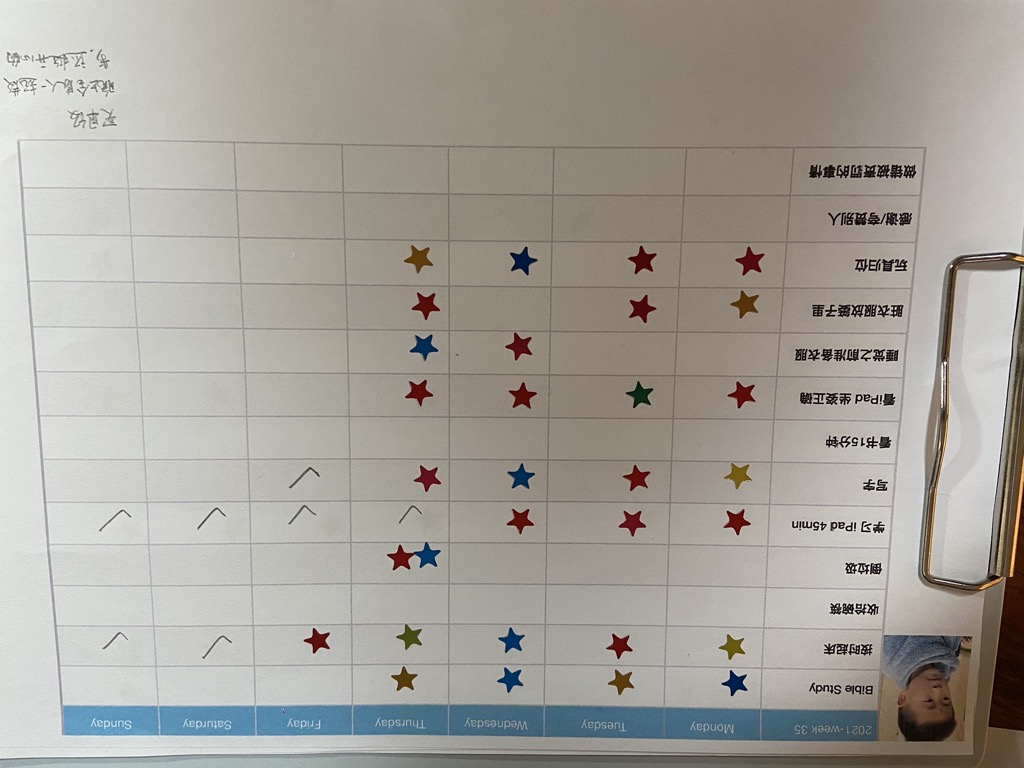 2021-week 35 Monday Tuesday Wednesday Thursday Friday Saturday Sunday
Bible Study
按时起床
收拾碗筷
倒垃圾
学习 iPad 45min
写字
看书15分钟
看iPad 坐姿正确
睡觉之前准备衣服
脏衣服放篓子里
玩具归位
感谢/夸赞别人
做错被责罚的事情
买早饭
晚上全家人一起散
步,还挺开心的